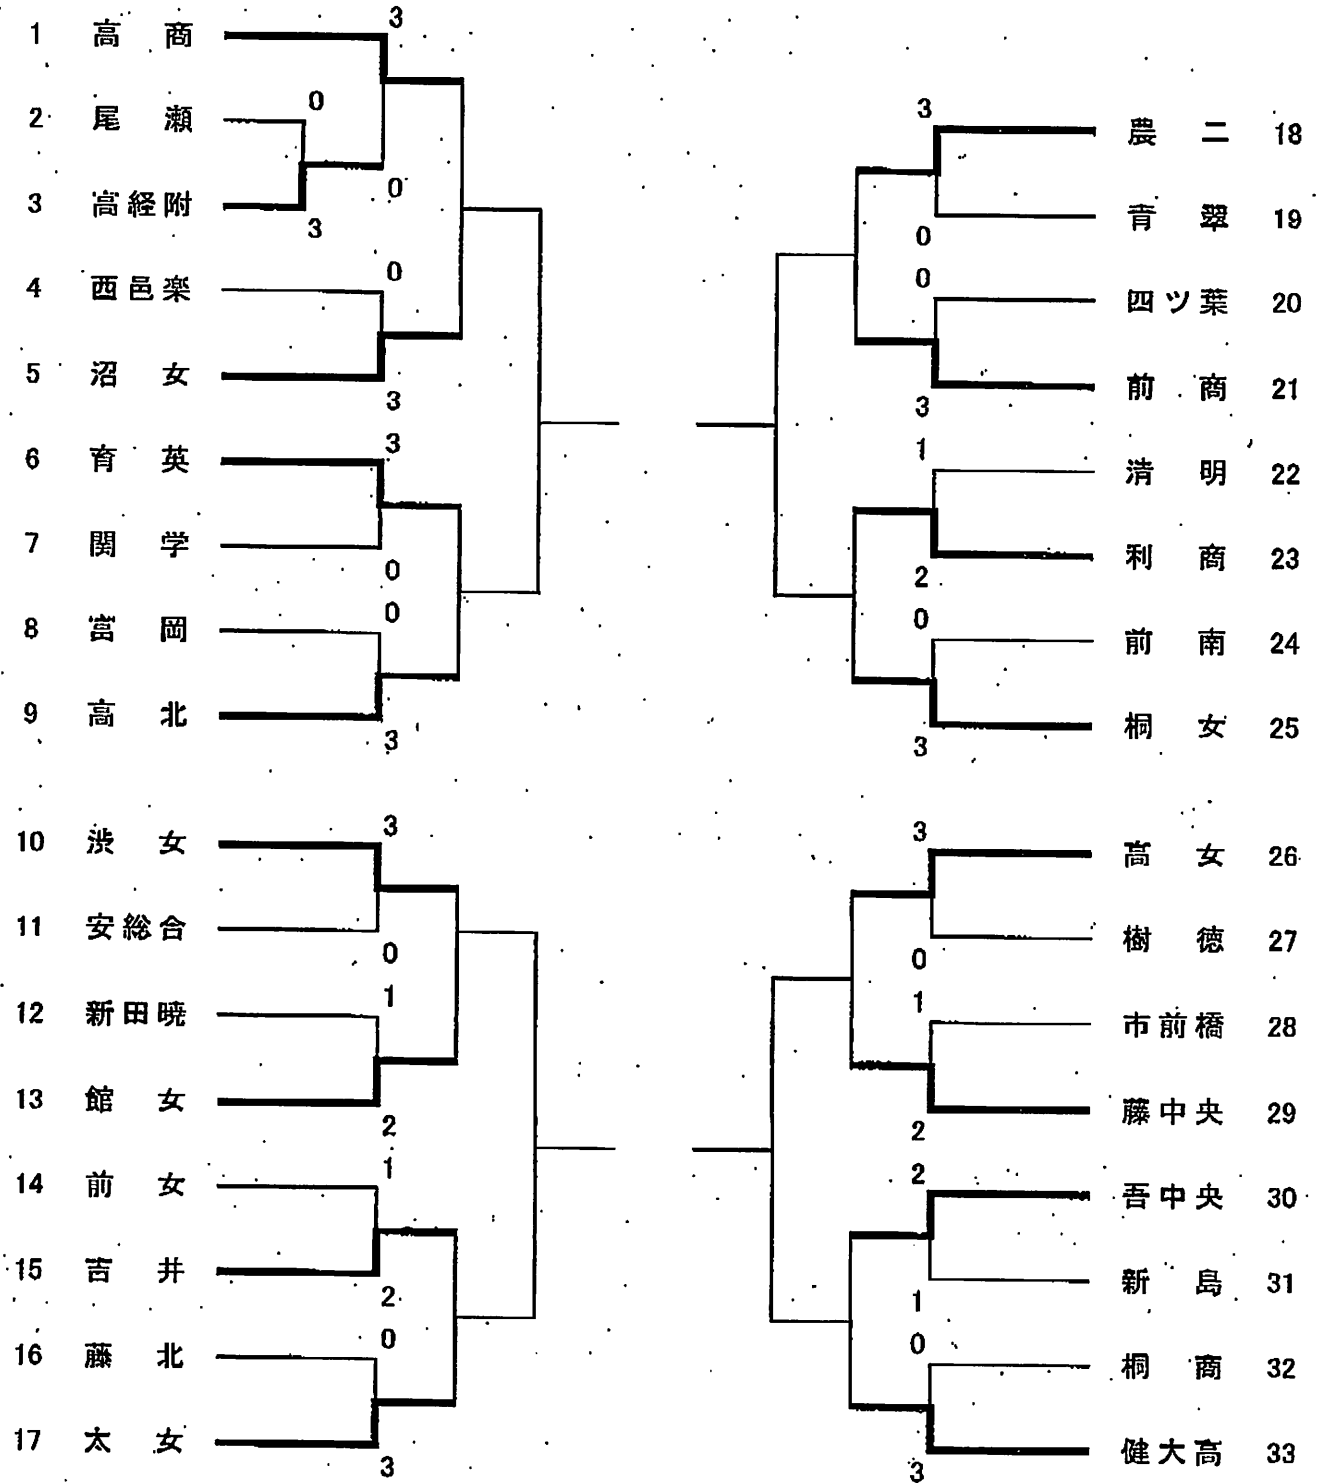 1 高商
3
2 尾瀬
0
3 高経附
3
0
4 西邑楽
0
5 沼女
3
6 育英
3
7 関学
0
8 富岡
0
9 高北
3
10 渋女
3
11 安総合
0
12 新田暁
1
13 館女
2
14 前女
1
15 吉井
2
16 藤北
0
17 太女
3
3
農二 18
青翠 19
0
0
四ツ葉 20
前商 21
3
1
清明 22
利商 23
2
0
前南 24
桐女 25
3
3
高女 26
樹徳 27
0
1
市前橋 28
藤中央 29
2
2
吾中央 30
新島 31
1
0
桐商 32
健大高 33
3